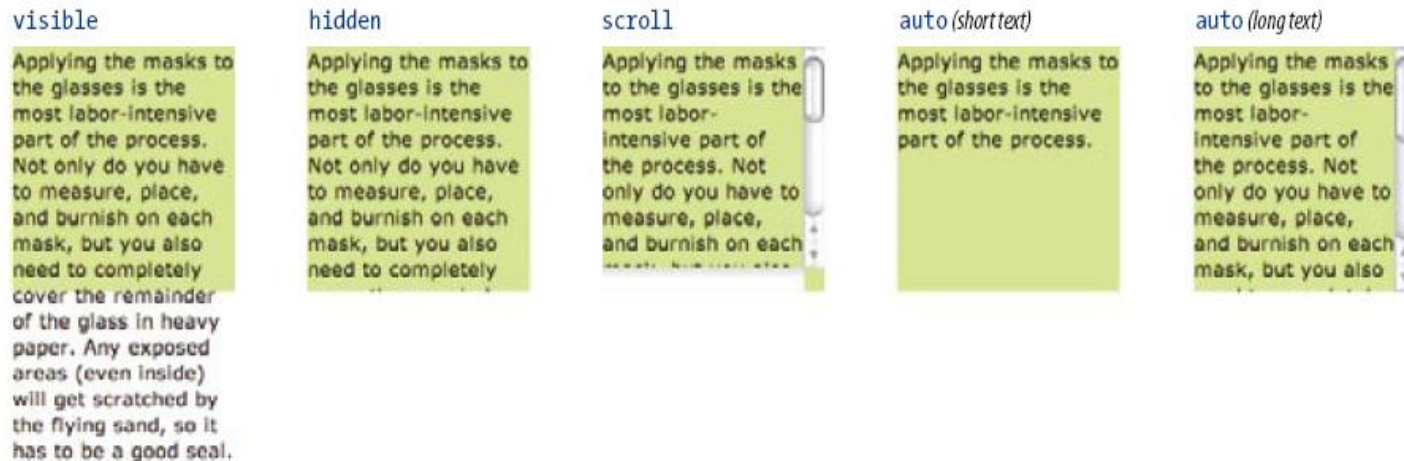 visible
Applying the masks to
the glasses is the
most labor-intensive
part of the process.
Not only do you have
to measure, place,
and burnish on each
mask, but you also
need to completely
cover the remainder
of the glass in heavy
paper. Any exposed
areas (even inside)
will get scratched by
the flying sand, so it
has to be a good seal.
hidden
Applying the masks to
the glasses is the
most labor-intensive
part of the process.
Not only do you have
to measure, place,
and burnish on each
mask, but you also
need to completely
scroll
Applying the masks
to the glasses is the
most labor-
intensive part of
the process. Not
only do you have to
measure, place,
and burnish on each
auto (short text)
Applying the masks to
the glasses is the
most labor-intensive
part of the process.
auto (long text)
Applying the masks
to the glasses is the
most labor-
intensive part of
the process. Not
only do you have to
measure, place,
and burnish on each
mask, but you also